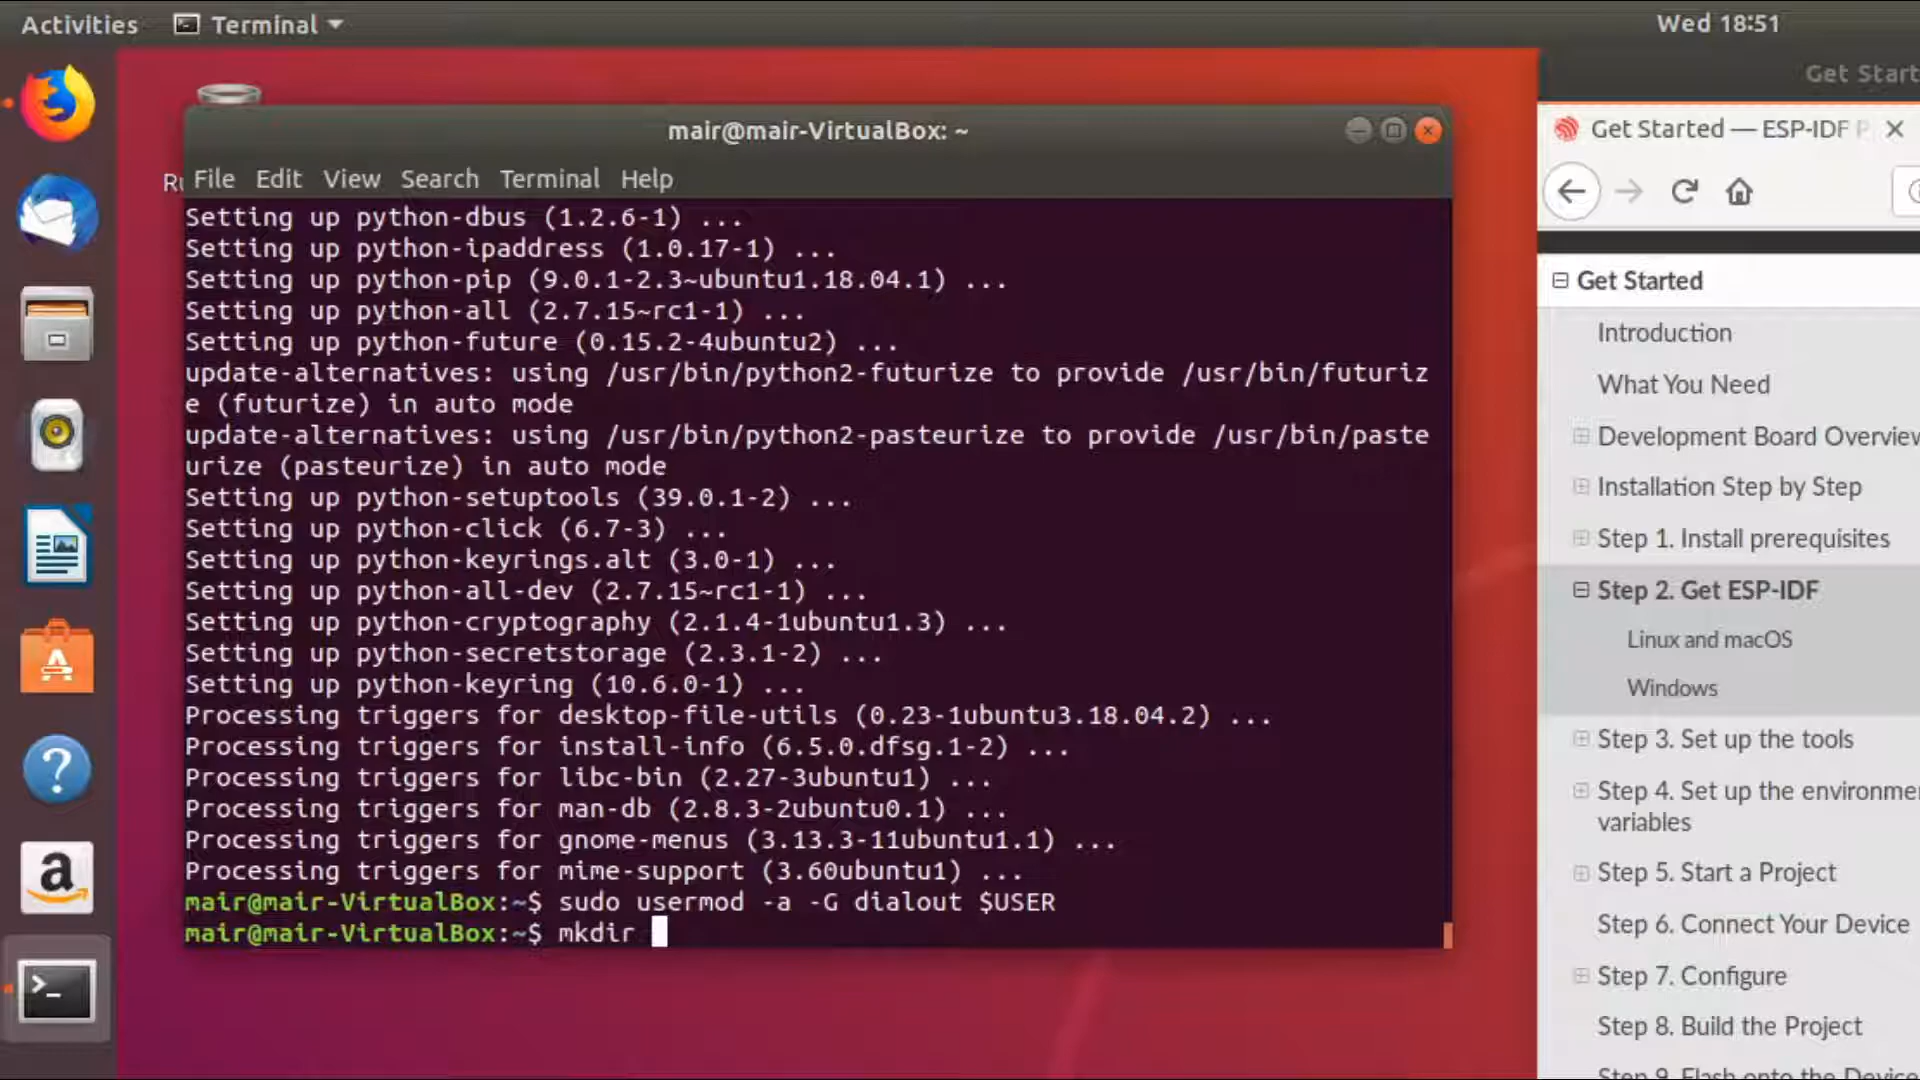 Activities
Terminal
Wed 18:51
Get Start
mair@mair-VirtualBox: ~
Get Started — ESP-IDF P
File Edit View Search Terminal Help
Setting up python-dbus (1.2.6-1) ...
Setting up python-ipaddress (1.0.17-1) ...
Setting up python-pip (9.0.1-2.3~ubuntu1.18.04.1) ...
Setting up python-all (2.7.15~rc1-1) ...
Setting up python-future (0.15.2-4ubuntu2) ...
update-alternatives: using /usr/bin/python2-futurize to provide /usr/bin/futuriz
e (futurize) in auto mode
update-alternatives: using /usr/bin/python2-pasteurize to provide /usr/bin/paste
urize (pasteurize) in auto mode
Setting up python-setuptools (39.0.1-2) ...
Setting up python-click (6.7-3) ...
Setting up python-keyrings.alt (3.0-1) ...
Setting up python-all-dev (2.7.15~rc1-1) ...
Setting up python-cryptography (2.1.4-1ubuntu1.3) ...
Setting up python-secretstorage (2.3.1-2) ...
Setting up python-keyring (10.6.0-1) ...
Processing triggers for desktop-file-utils (0.23-1ubuntu3.18.04.2) ...
Processing triggers for install-info (6.5.0.dfsg.1-2) ...
Processing triggers for libc-bin (2.27-3ubuntu1) ...
Processing triggers for man-db (2.8.3-2ubuntu0.1) ...
Processing triggers for gnome-menus (3.13.3-11ubuntu1.1) ...
Processing triggers for mime-support (3.60ubuntu1) ...
mair@mair-VirtualBox:~$ sudo usermod -a -G dialout $USER
mair@mair-VirtualBox:~$ mkdir
Get Started
Introduction
What You Need
Development Board Overview
Installation Step by Step
Step 1. Install prerequisites
Step 2. Get ESP-IDF
Linux and macOS
Windows
Step 3. Set up the tools
Step 4. Set up the environme
variables
Step 5. Start a Project
Step 6. Connect Your Device
Step 7. Configure
Step 8. Build the Project
Step 9. Flash onto the Device